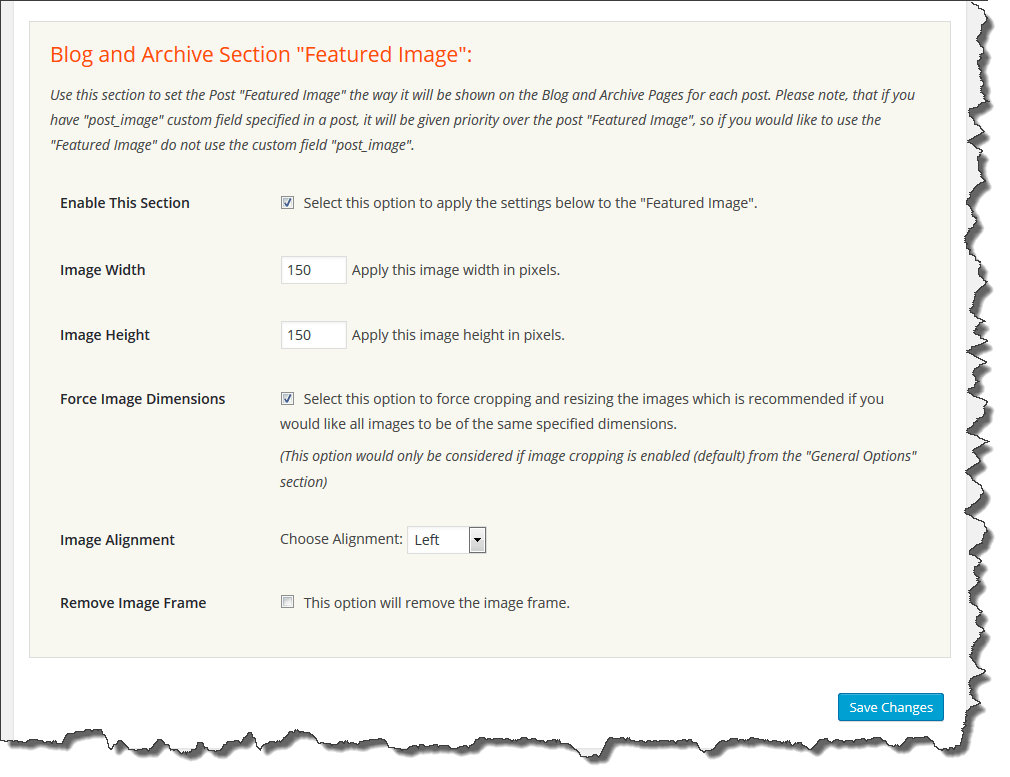 Blog and Archive Section "Featured Image":
Use this section to set the Post "Featured Image" the way it will be shown on the Blog and Archive Pages for each post. Please note, that if you
have "post_image" custom field specified in a post, it will be given priority over the post "Featured Image", so if you would like to use the
"Featured Image" do not use the custom field "post_image".
Enable This Section Select this option to apply the settings below to the "Featured Image".
Image Width 150 Apply this image width in pixels.
Image Height 150 Apply this image height in pixels.
Force Image Dimensions Select this option to force cropping and resizing the images which is recommended if you
would like all images to be of the same specified dimensions.
(This option would only be considered if image cropping is enabled (default) from the "General Options"
section)
Image Alignment Choose Alignment: Left
Remove Image Frame This option will remove the image frame.
Save Changes